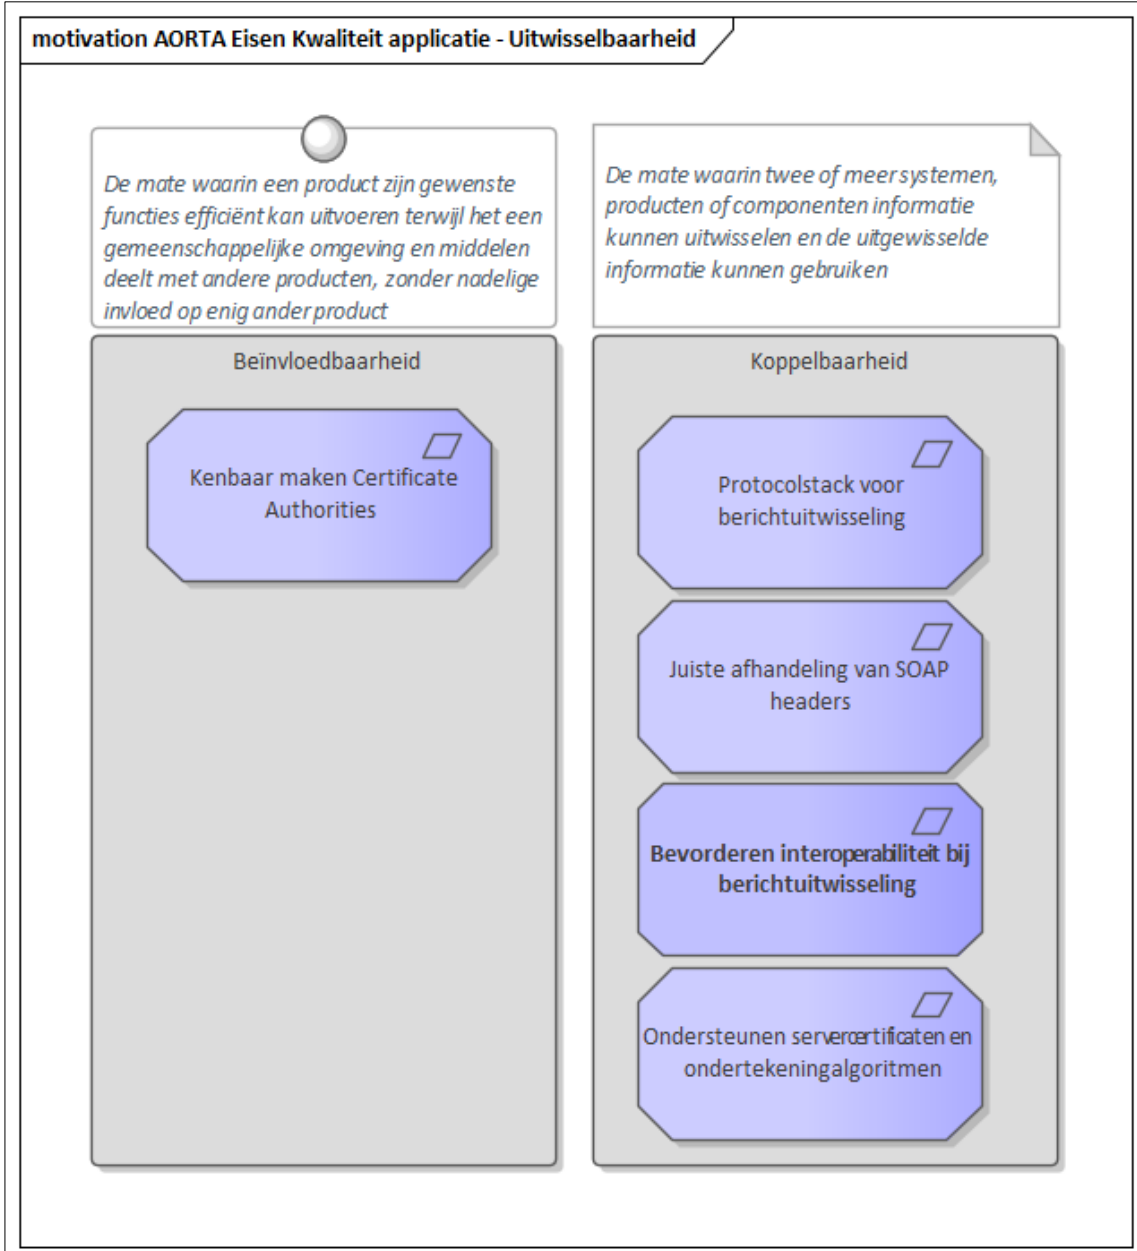 motivation AORTA Eisen Kwaliteit applicatie - Uitwisselbaarheid
De mate waarin een product zijn gewenste
functies efficiënt kan uitvoeren terwijl het een
gemeenschappelijke omgeving en middelen
deelt met andere producten, zonder nadelige
invloed op enig ander product
De mate waarin twee of meer systemen,
producten of componenten informatie
kunnen uitwisselen en de uitgewisselde
informatie kunnen gebruiken
Beïnvloedbaarheid
Kenbaar maken Certificate
Authorities
Koppelbaarheid
Protocolstack voor
berichtuitwisseling
Juiste afhandeling van SOAP
headers
Bevorderen interoperabiliteit bij
berichtuitwisseling
Ondersteunen servercertificaten en
ondertekeningalgoritmen